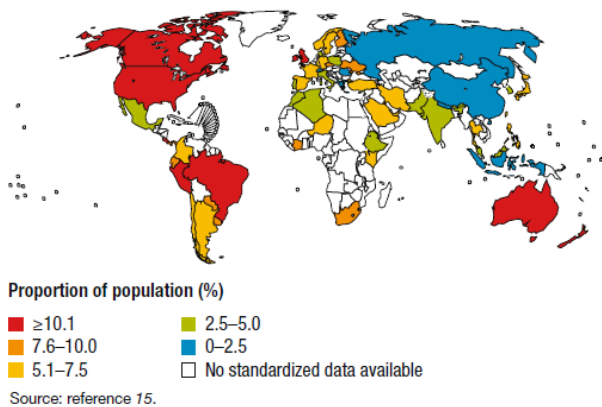 Proportion of population (%)
≥10.1
7.6–10.0
5.1–7.5
2.5–5.0
0–2.5
No standardized data available
Source: reference 15.